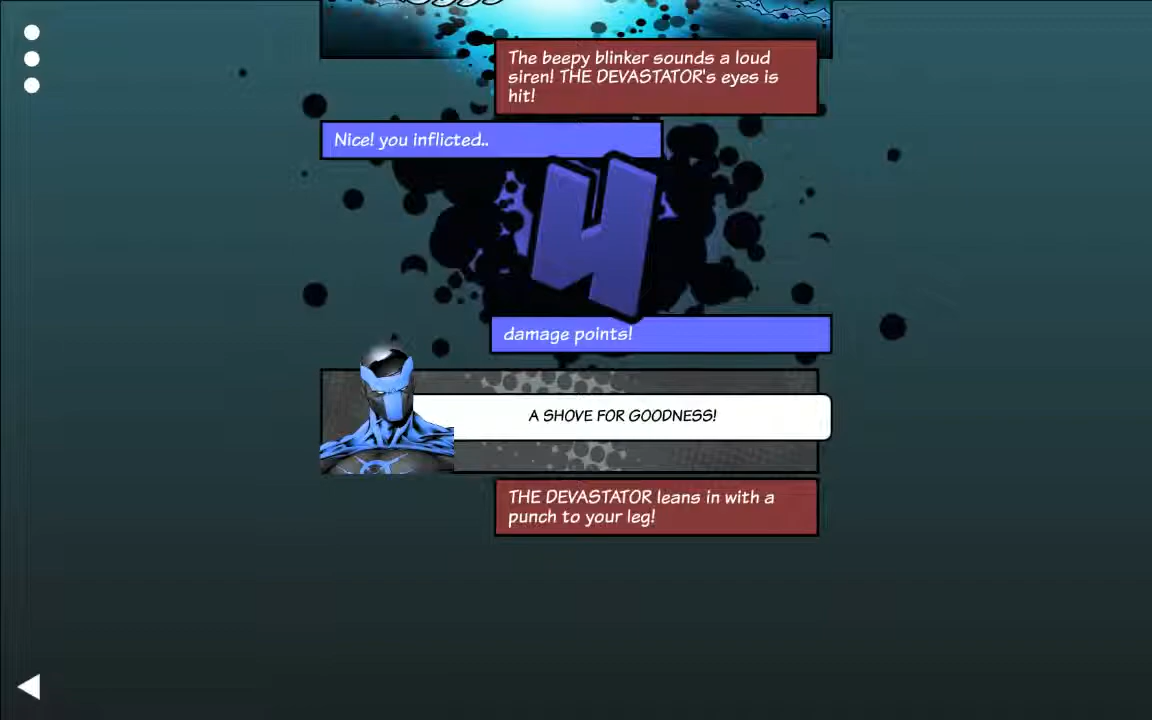 The beepy blinker sounds a loud
siren! THE DEVASTATOR's eyes is
hit!
Nice! you inflicted..
4
damage points!
A SHOVE FOR GOODNESS!
THE DEVASTATOR leans in with a
punch to your leg!